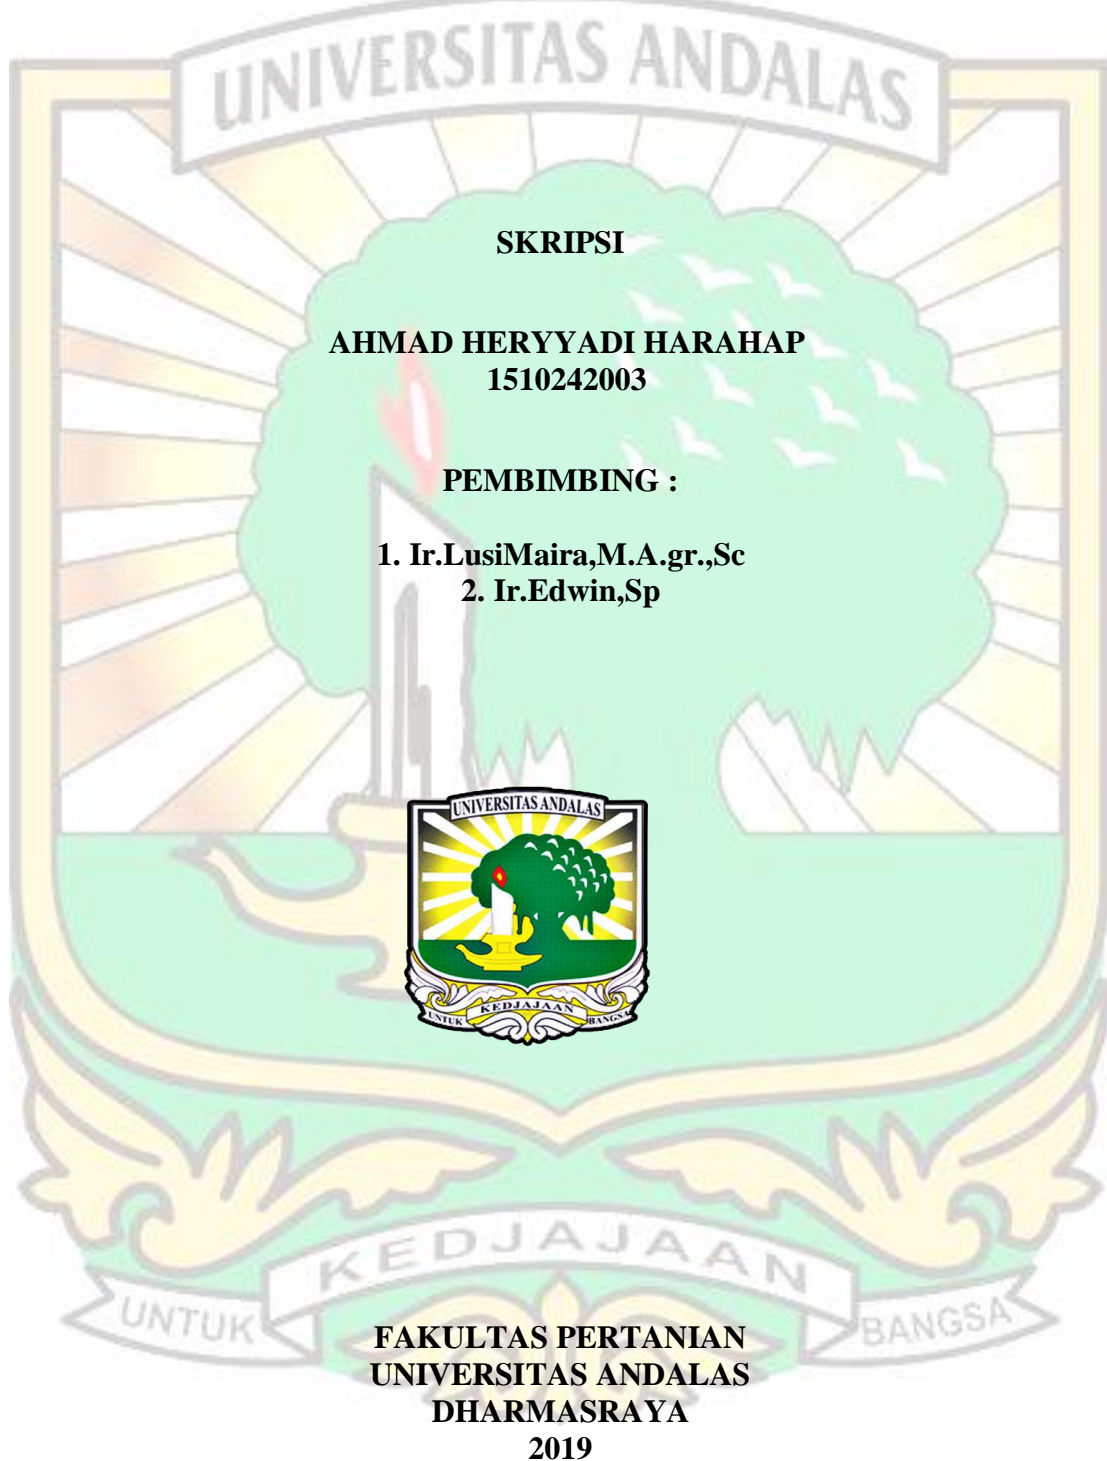 UNIVERSITAS ANDALAS
SKRIPSI
AHMAD HERYYADI HARAHAP
1510242003
PEMBIMBING :
1. Ir.LusiMaira,M.A.gr.,Sc
2. Ir.Edwin,Sp
UNIVERSITAS ANDALAS
UNTUK KEDJAJAAN BANGSA
UNTUK KEDJAJAAN BANGSA
FAKULTAS PERTANIAN
UNIVERSITAS ANDALAS
DHARMASRAYA
2019